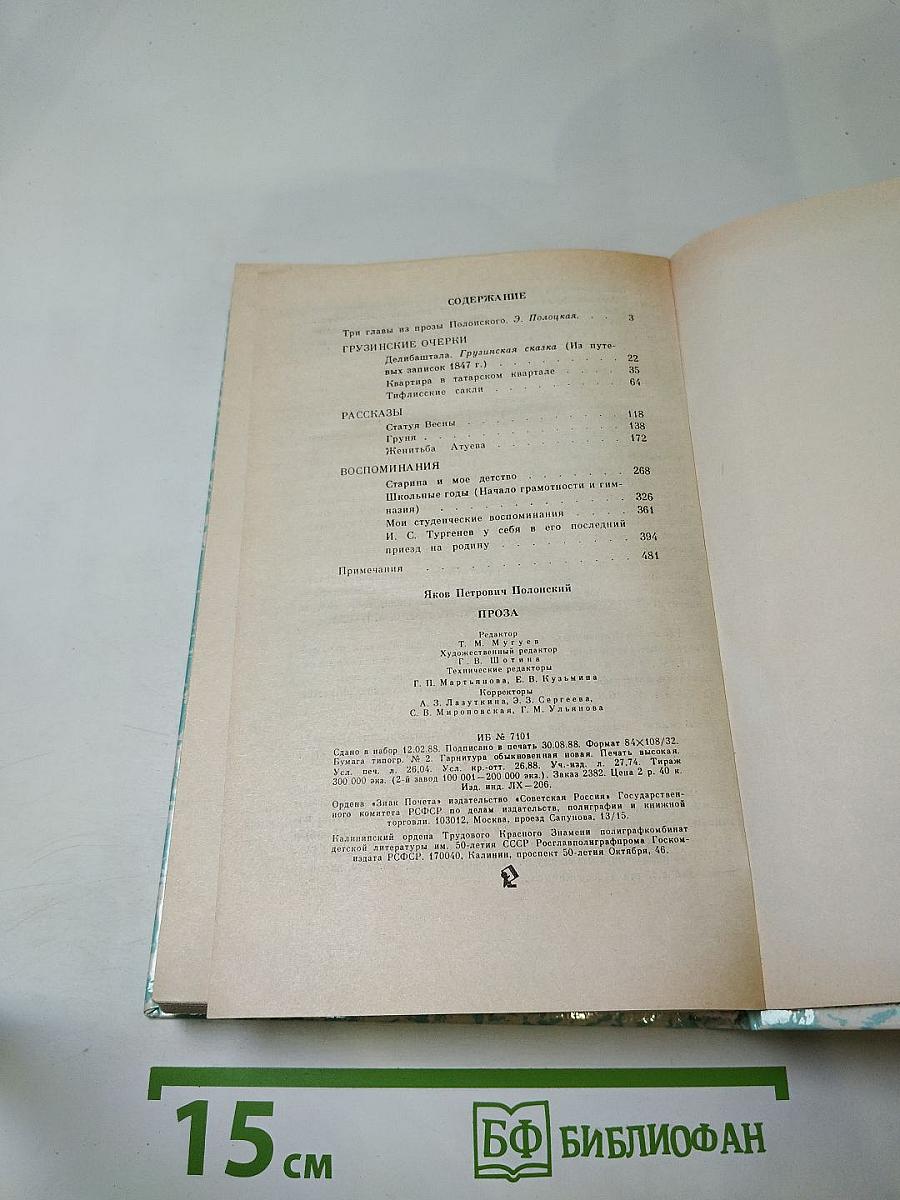 СОДЕРЖАНИЕ
Три главы из прозы Полонского. Э. Полоцкая. . . 3
ГРУЗИНСКИЕ ОЧЕРКИ
Делибаштала. Грузинская сказка (Из путе-
вых записок 1847 г.) . . . . . . . . . 22
Квартира в татарском квартале . . . . 35
Тифлисские сакли . . . . . . . . . . 64
РАССКАЗЫ
Статуя Весны . . . . . . . . . . . . 118
Груня . . . . . . . . . . . . . . . 138
Женитьба Атуева . . . . . . . . . . 172
ВОСПОМИНАНИЯ
Старина и мое детство . . . . . . . 268
Школьные годы (Начало грамотности и гим-
назия) . . . . . . . . . . . . . . 326
Мои студенческие воспоминания . . . . 361
И. С. Тургенев у себя в его последний
приезд на родину . . . . . . . . . . 394
Примечания . . . . . . . . . . . . . . 481
Яков Петрович Полонский
ПРОЗА
Редактор
Т. М. Мугуев
Художественный редактор
Г. В. Шотина
Технические редакторы
Г. П. Мартьянова, Е. В. Кузьмина
Корректоры
А. З. Лазуткина, Э. З. Сергеева,
С. В. Мироновская, Г. М. Ульянова
ИБ № 7101
Сдано в набор 12.02.88. Подписано в печать 30.08.88. Формат 84×108/32.
Бумага типогр. № 2. Гарнитура обыкновенная новая. Печать высокая.
Усл. печ. л. 26,04. Усл. кр.-отт. 26,88. Уч.-изд. л. 27,74. Тираж
300 000 экз. (2-й завод 100 001—200 000 экз.). Заказ 2382. Цена 2 р. 40 к.
Изд. инд. ЛХ—206.
Ордена «Знак Почета» издательство «Советская Россия» Государствен-
ного комитета РСФСР по делам издательств, полиграфии и книжной
торговли. 103012, Москва, проезд Сапунова, 13/15.
Калининский ордена Трудового Красного Знамени полиграфкомбинат
детской литературы им. 50-летия СССР Росглавполиграфпрома Госком-
издата РСФСР. 170040, Калинин, проспект 50-летия Октября, 46.
15 см
БФ БИБЛИОФАН